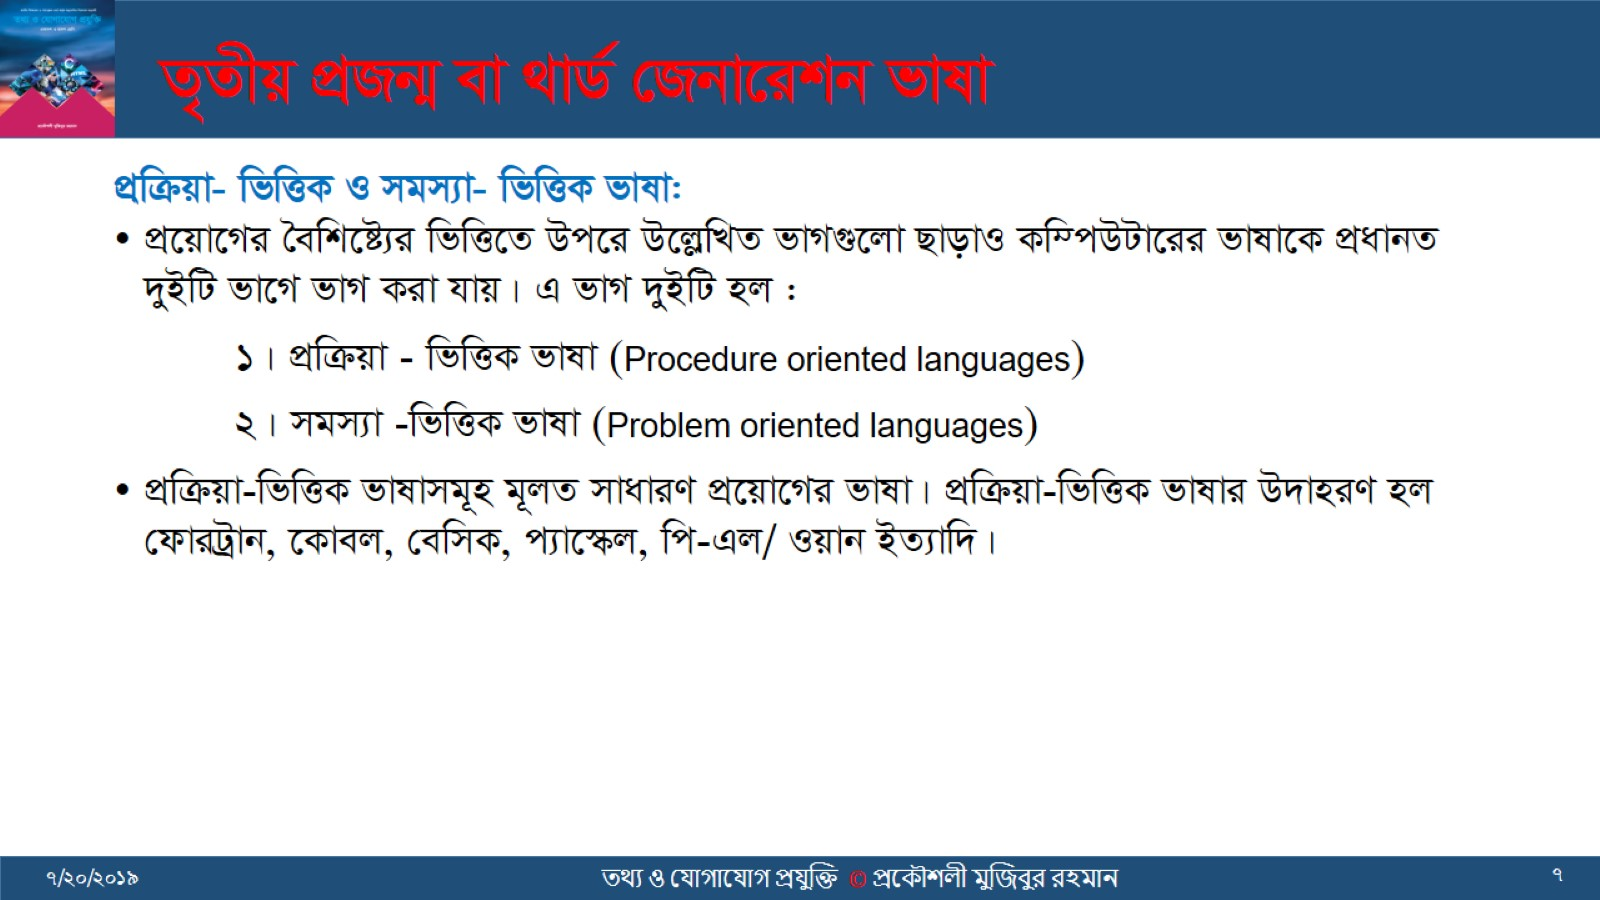 তথ্য ও যোগাযোগ প্রযুক্তি
তৃতীয় প্রজন্ম বা থার্ড জেনারেশন ভাষা
প্রক্রিয়া- ভিত্তিক ও সমস্যা- ভিত্তিক ভাষা:
• প্রয়োগের বৈশিষ্ট্যের ভিত্তিতে উপরে উল্লেখিত ভাগগুলো ছাড়াও কম্পিউটারের ভাষাকে প্রধানত
দুইটি ভাগে ভাগ করা যায়। এ ভাগ দুইটি হল :
১। প্রক্রিয়া - ভিত্তিক ভাষা (Procedure oriented languages)
২। সমস্যা -ভিত্তিক ভাষা (Problem oriented languages)
• প্রক্রিয়া-ভিত্তিক ভাষাসমূহ মূলত সাধারণ প্রয়োগের ভাষা। প্রক্রিয়া-ভিত্তিক ভাষার উদাহরণ হল
ফোরট্রান, কোবল, বেসিক, প্যাস্কেল, পি-এল/ ওয়ান ইত্যাদি।
৭/২০/২০১৯
তথ্য ও যোগাযোগ প্রযুক্তি © প্রকৌশলী মুজিবুর রহমান
৭